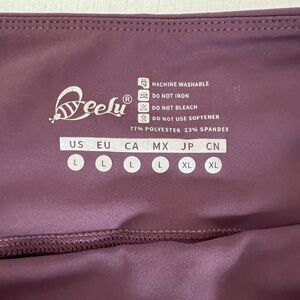 Beelu®
MACHINE WASHABLE
DO NOT IRON
DO NOT BLEACH
DO NOT USE SOFTENER
77% POLYESTER 23% SPANDEX
US EU CA MX JP CN
L L L L XL XL